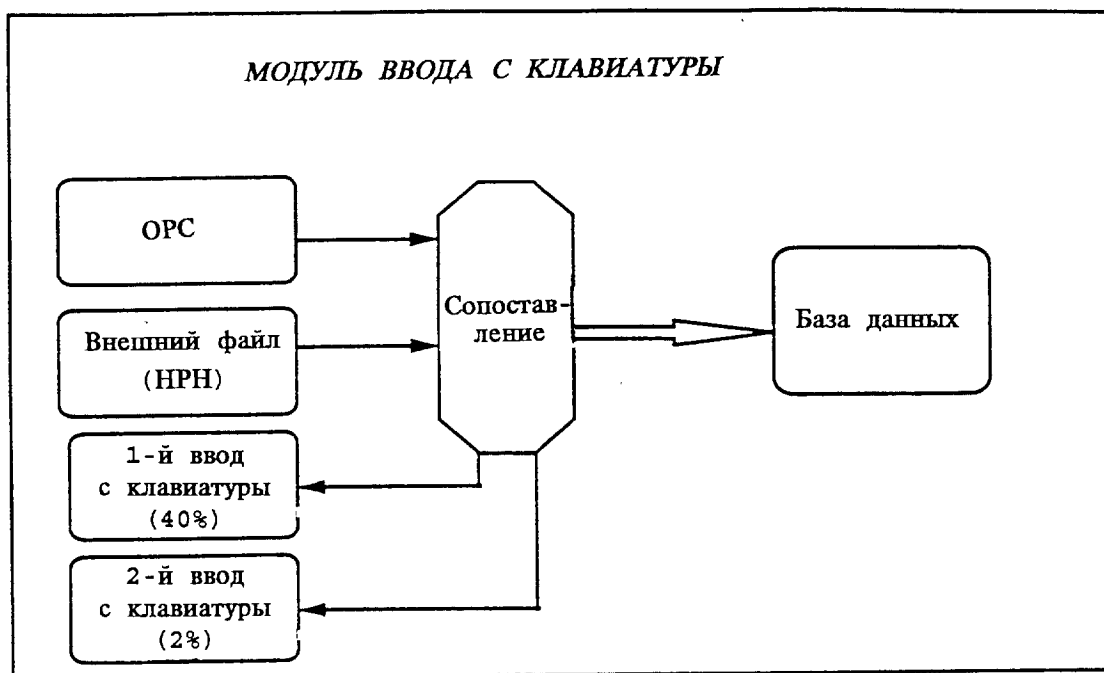 МОДУЛЬ ВВОДА С КЛАВИАТУРЫ
ОРС
Внешний файл
(НРН)
1-й ввод
с клавиатуры
(40%)
2-й ввод
с клавиатуры
(2%)
Сопостав-
ление
База данных